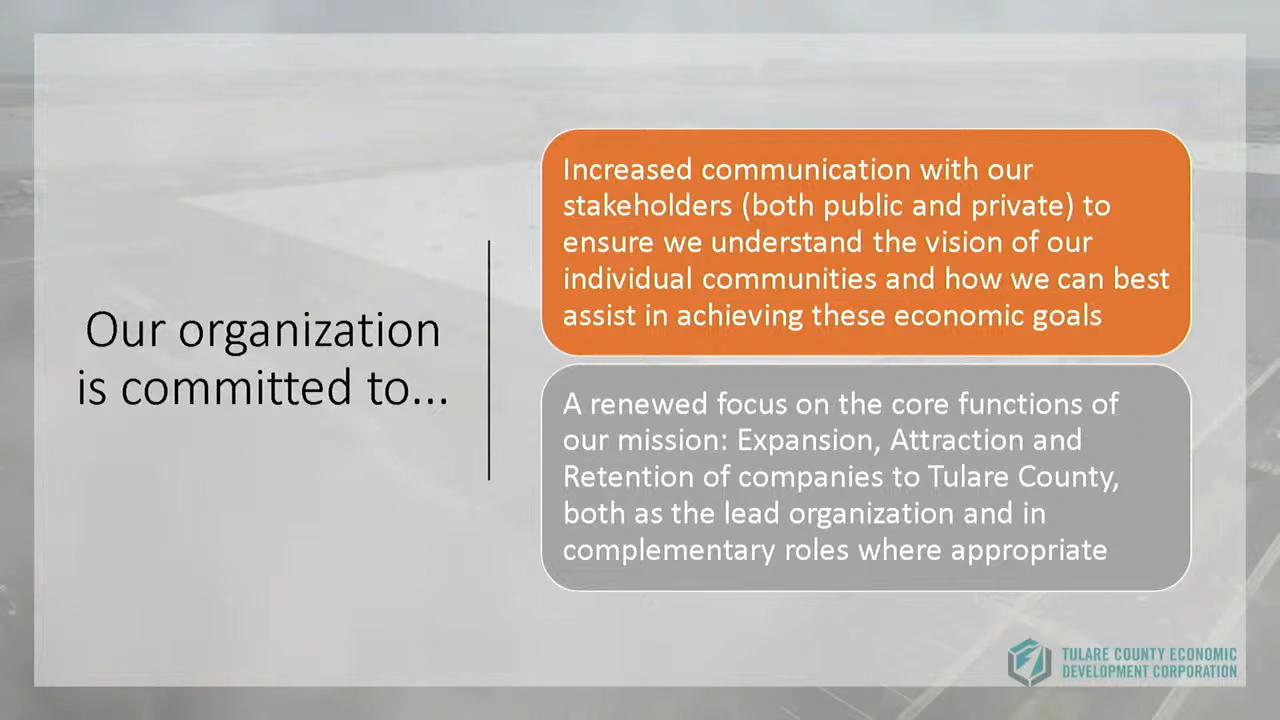 Our organization
is committed to...
Increased communication with our
stakeholders (both public and private) to
ensure we understand the vision of our
individual communities and how we can best
assist in achieving these economic goals
A renewed focus on the core functions of
our mission: Expansion, Attraction and
Retention of companies to Tulare County,
both as the lead organization and in
complementary roles where appropriate
TULARE COUNTY ECONOMIC
DEVELOPMENT CORPORATION